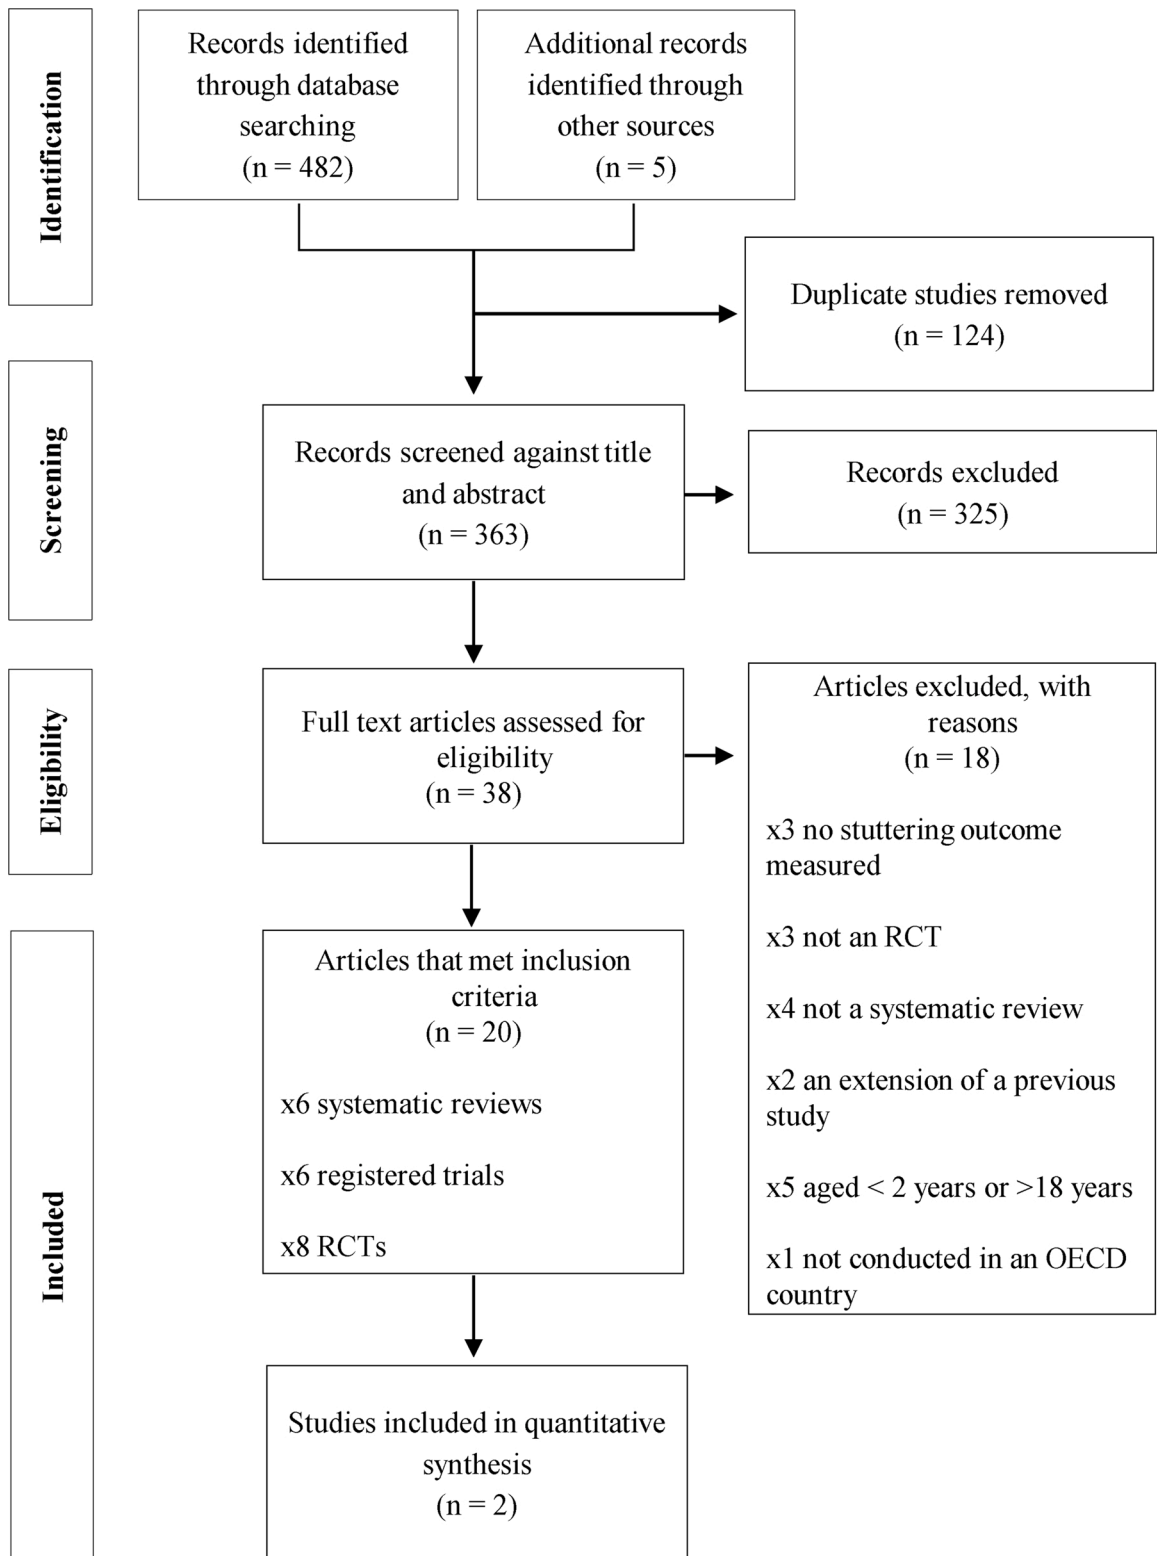 Identification
Records identified
through database
searching
(n = 482)
Additional records
identified through
other sources
(n = 5)
Duplicate studies removed
(n = 124)
Screening
Records screened against title
and abstract
(n = 363)
Records excluded
(n = 325)
Eligibility
Full text articles assessed for
eligibility
(n = 38)
Articles excluded, with
reasons
(n = 18)
x3 no stuttering outcome
measured
x3 not an RCT
x4 not a systematic review
x2 an extension of a previous
study
x5 aged < 2 years or >18 years
x1 not conducted in an OECD
country
Included
Articles that met inclusion
criteria
(n = 20)
x6 systematic reviews
x6 registered trials
x8 RCTs
Studies included in quantitative
synthesis
(n = 2)